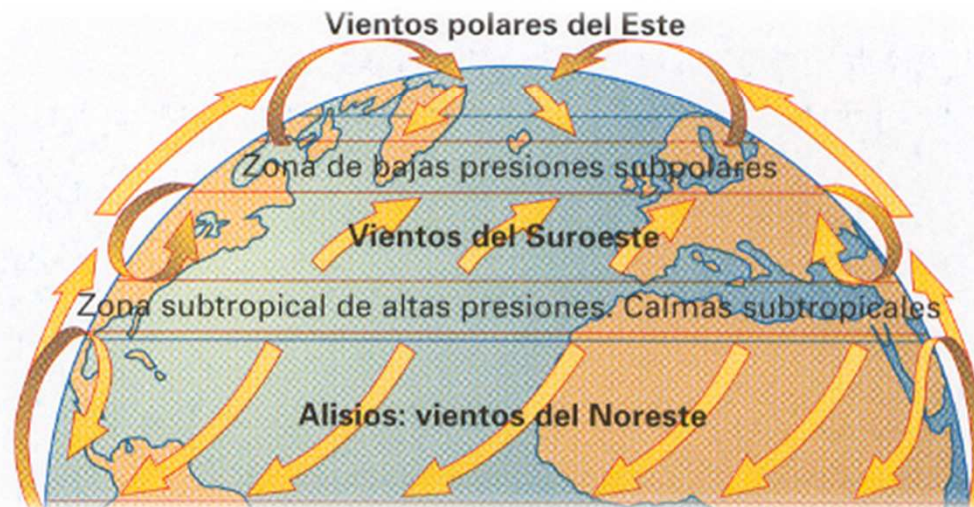 Vientos polares del Este
Zona de bajas presiones subpolares
Vientos del Suroeste
Zona subtropical de altas presiones. Calmas subtropicales
Alisios: vientos del Noreste